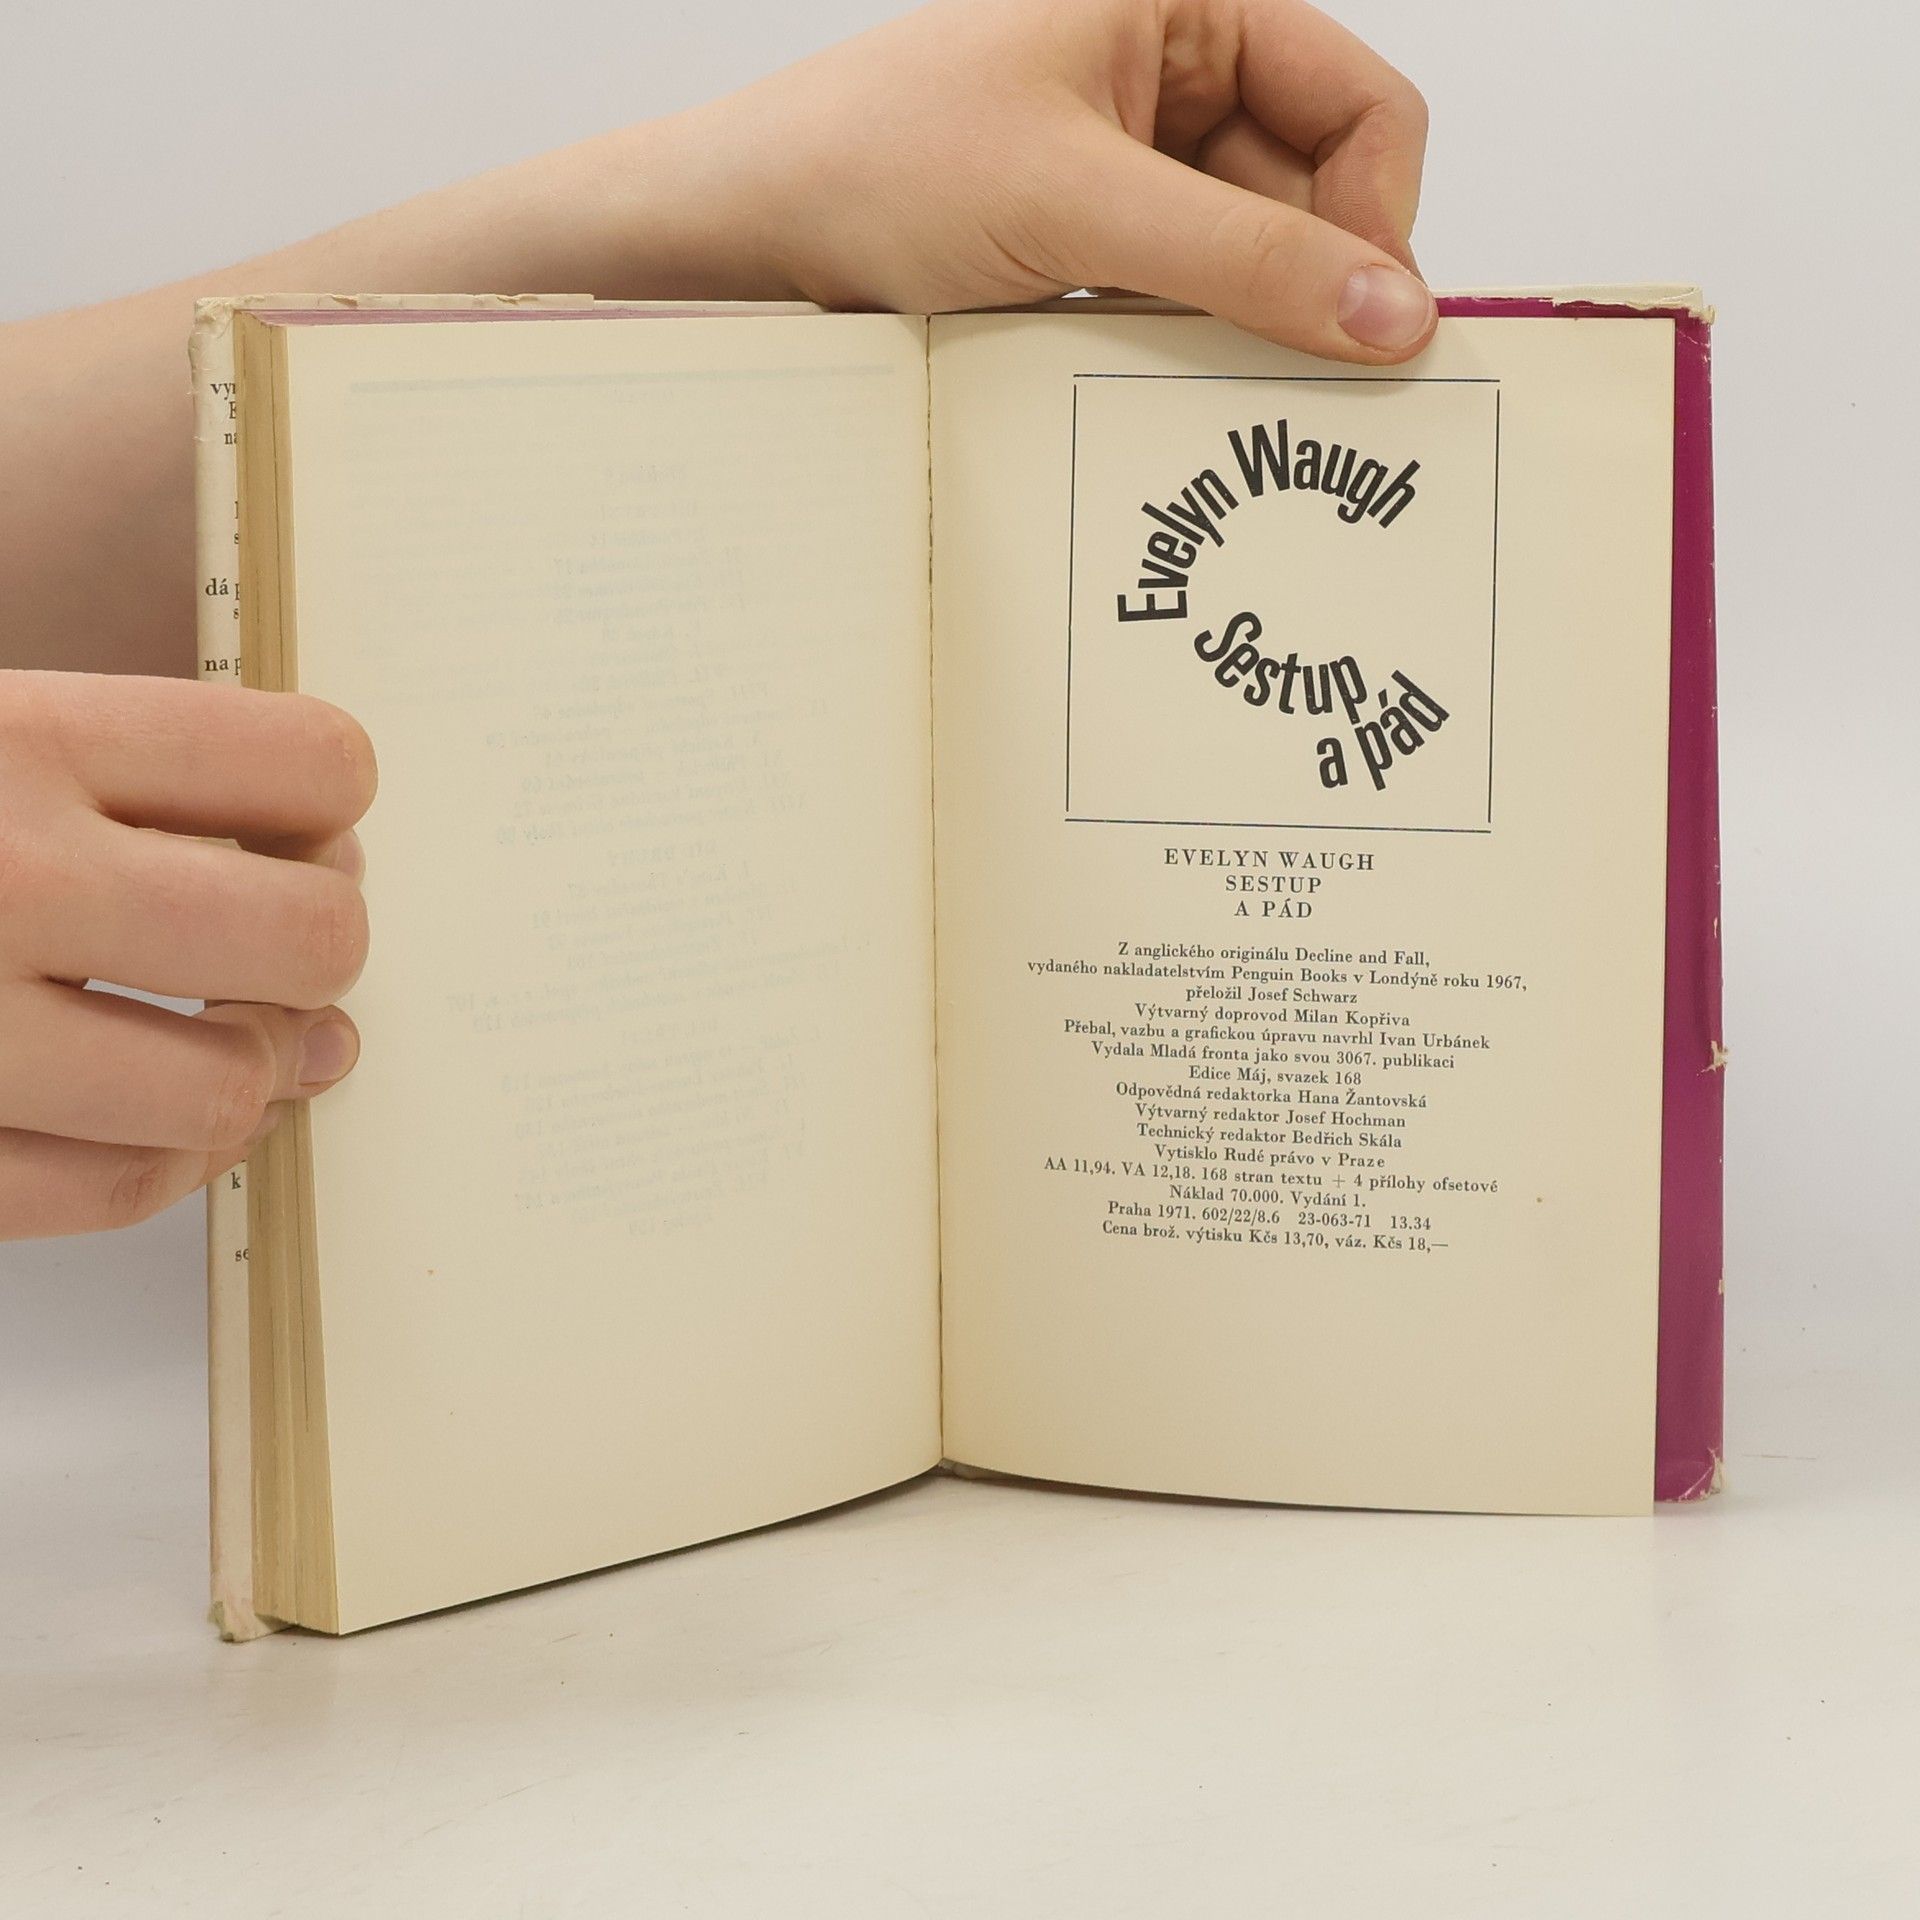 vy
na
dá p
s
na p
k
se
Evelyn Waugh
Sestup
a pád
EVELYN WAUGH
SESTUP
A PÁD
Z anglického originálu Decline and Fall,
vydaného nakladatelstvím Penguin Books v Londýně roku 1967,
přeložil Josef Schwarz
Výtvarný doprovod Milan Kopřiva
Přebal, vazbu a grafickou úpravu navrhl Ivan Urbánek
Vydala Mladá fronta jako svou 3067. publikaci
Edice Máj, svazek 168
Odpovědná redaktorka Hana Žantovská
Výtvarný redaktor Josef Hochman
Technický redaktor Bedřich Skála
Vytisklo Rudé právo v Praze
AA 11,94. VA 12,18. 168 stran textu + 4 přílohy ofsetové
Náklad 70.000. Vydání 1.
Praha 1971. 602/22/8.6 23-063-71 13.34
Cena brož. výtisku Kčs 13,70, váz. Kčs 18,—